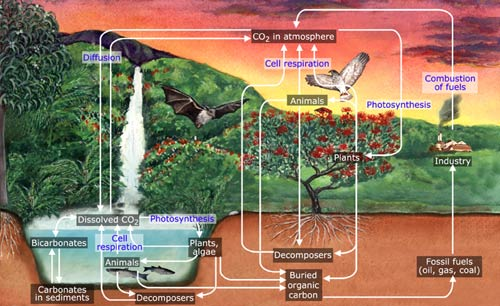 CO2 in atmosphere
Diffusion
Cell respiration
Combustion
of fuels
Animals
Photosynthesis
Plants
Industry
Dissolved CO2
Photosynthesis
Bicarbonates
Cell
respiration
Plants,
algae
Animals
Decomposers
Carbonates
in sediments
Decomposers
Buried
organic
carbon
Fossil fuels
(oil, gas, coal)